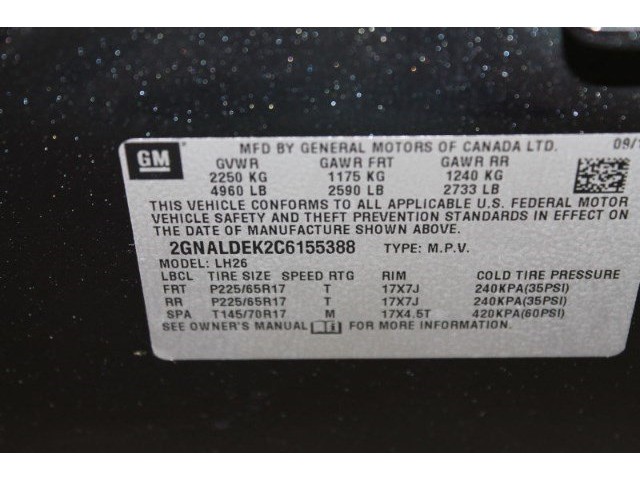 GM
MFD BY GENERAL MOTORS OF CANADA LTD. 09/1
GVWR GAWR FRT GAWR RR
2250 KG 1175 KG 1240 KG
4960 LB 2590 LB 2733 LB
THIS VEHICLE CONFORMS TO ALL APPLICABLE U.S. FEDERAL MOTOR
VEHICLE SAFETY AND THEFT PREVENTION STANDARDS IN EFFECT ON
THE DATE OF MANUFACTURE SHOWN ABOVE.
2GNALDEK2C6155388 TYPE: M.P.V.
MODEL: LH26
LBCL TIRE SIZE SPEED RTG RIM COLD TIRE PRESSURE
FRT P225/65R17 T 17X7J 240KPA(35PSI)
RR P225/65R17 T 17X7J 240KPA(35PSI)
SPA T145/70R17 M 17X4.5T 420KPA(60PSI)
SEE OWNER'S MANUAL FOR MORE INFORMATION.